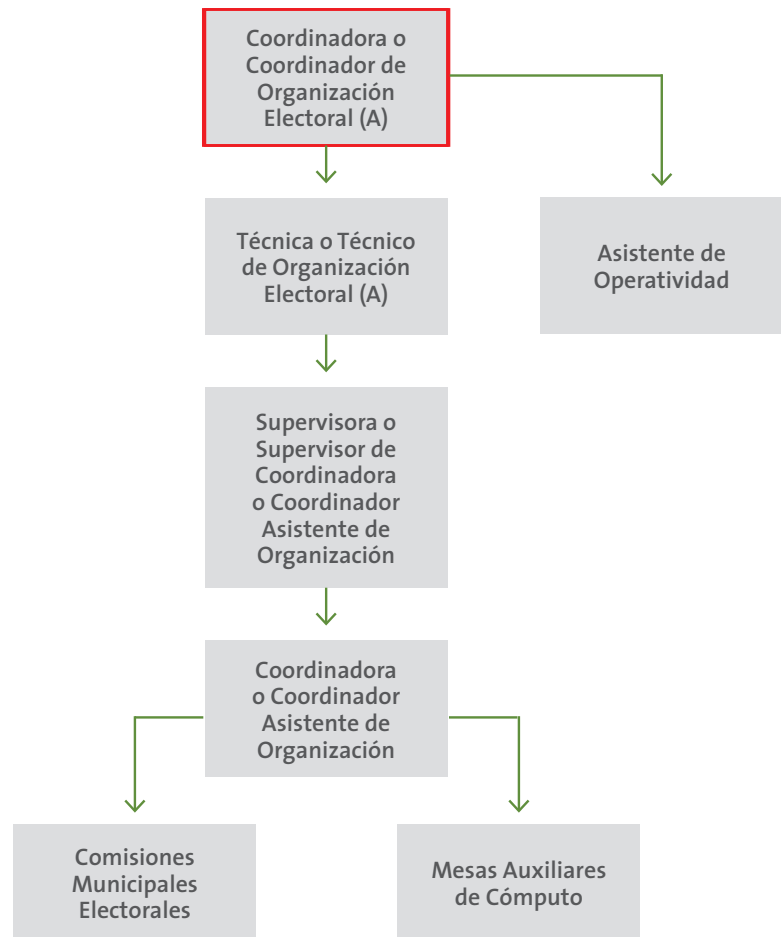 Coordinadora o
Coordinador de
Organización
Electoral (A)
Técnica o Técnico
de Organización
Electoral (A)
Asistente de
Operatividad
Supervisora o
Supervisor de
Coordinadora
o Coordinador
Asistente de
Organización
Coordinadora
o Coordinador
Asistente de
Organización
Comisiones
Municipales
Electorales
Mesas Auxiliares
de Cómputo